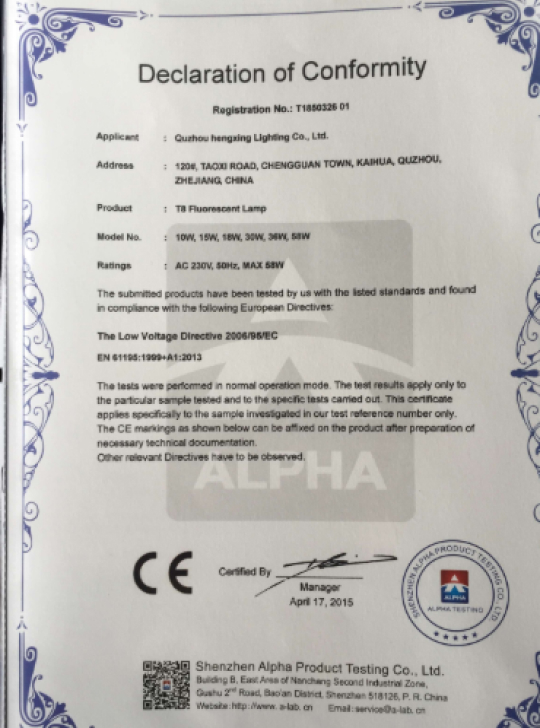 Declaration of Conformity
Registration No.: T1850326 01
Applicant : Quzhou hengxing Lighting Co., Ltd.
Address : 120#, TAOXI ROAD, CHENGGUAN TOWN, KAIHUA, QUZHOU,
ZHEJIANG, CHINA
Product : T8 Fluorescent Lamp
Model No. : 10W, 15W, 18W, 30W, 36W, 58W
Ratings : AC 230V, 50Hz, MAX 58W
The submitted products have been tested by us with the listed standards and found
in compliance with the following European Directives:
The Low Voltage Directive 2006/95/EC
EN 61195:1999+A1:2013
The tests were performed in normal operation mode. The test results apply only to
the particular sample tested and to the specific tests carried out. This certificate
applies specifically to the sample investigated in our test reference number only.
The CE markings as shown below can be affixed on the product after preparation of
necessary technical documentation.
Other relevant Directives have to be observed.
ALPHA
CE
Certified By
Manager
April 17, 2015
SHENZHEN ALPHA PRODUCT TESTING CO., LTD
ALPHA
ALPHA TESTING
Shenzhen Alpha Product Testing Co., Ltd.
Building B, East Area of Nanchang Second Industrial Zone,
Gushu 2nd Road, Bao'an District, Shenzhen 518126, P. R. China
Website:http://www. a-lab. cn Email:service@a-lab. cn